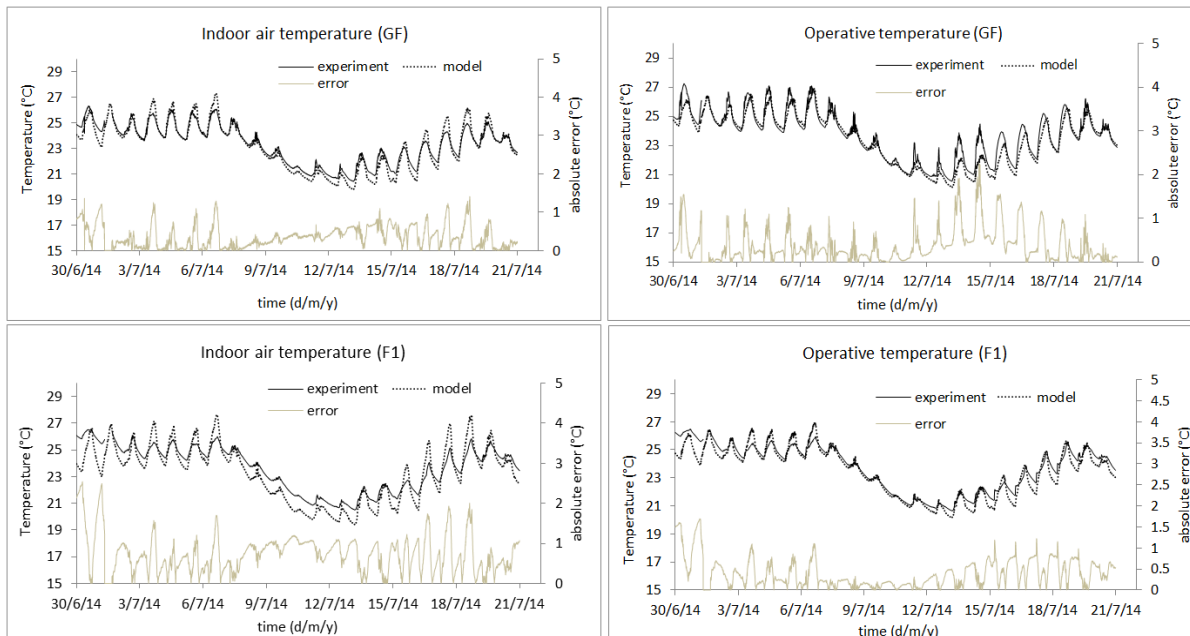 Indoor air temperature (GF)
experiment model
error
Temperature (°C)
29
27
25
23
21
19
17
15
5
4
3
2
1
0
absolute error (°C)
30/6/14 3/7/14 6/7/14 9/7/14 12/7/14 15/7/14 18/7/14 21/7/14
time (d/m/y)
Operative temperature (GF)
experiment model
error
Temperature (°C)
29
27
25
23
21
19
17
15
5
4
3
2
1
0
absolute error (°C)
30/6/14 3/7/14 6/7/14 9/7/14 12/7/14 15/7/14 18/7/14 21/7/14
time (d/m/y)
Indoor air temperature (F1)
experiment model
error
Temperature (°C)
29
27
25
23
21
19
17
15
5
4
3
2
1
0
absolute error (°C)
30/6/14 3/7/14 6/7/14 9/7/14 12/7/14 15/7/14 18/7/14 21/7/14
time (d/m/y)
Operative temperature (F1)
experiment model
error
Temperature (°C)
29
27
25
23
21
19
17
15
5
4.5
4
3.5
3
2.5
2
1.5
1
0.5
0
absolute error (°C)
30/6/14 3/7/14 6/7/14 9/7/14 12/7/14 15/7/14 18/7/14 21/7/14
time (d/m/y)